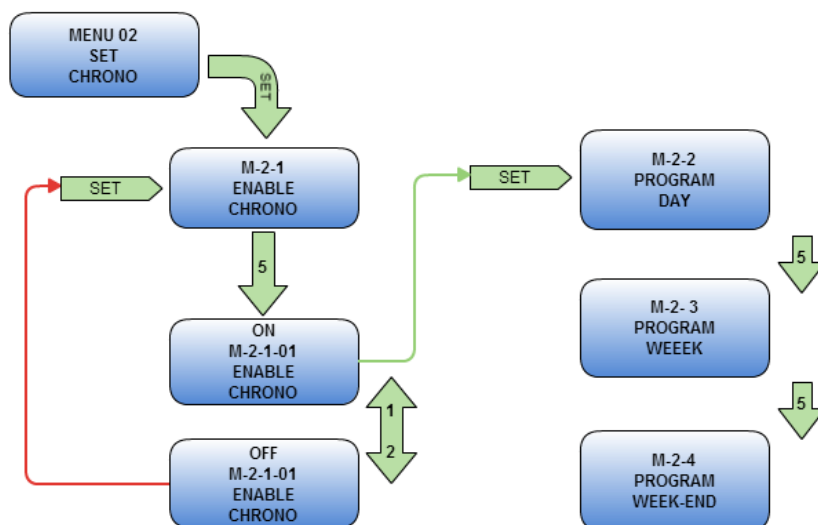 MENU 02
SET
CHRONO
SET
M-2-1
ENABLE
CHRONO
SET
5
ON
M-2-1-01
ENABLE
CHRONO
1
2
OFF
M-2-1-01
ENABLE
CHRONO
SET
M-2-2
PROGRAM
DAY
5
M-2- 3
PROGRAM
WEEEK
5
M-2-4
PROGRAM
WEEK-END